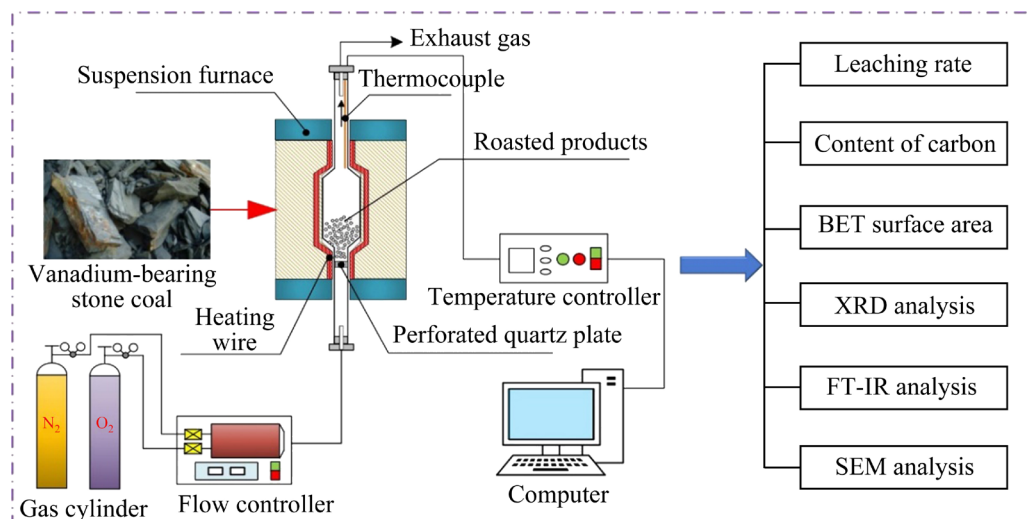 Exhaust gas
Suspension furnace
Thermocouple
Roasted products
Vanadium-bearing
stone coal
Temperature controller
Heating
wire
Perforated quartz plate
N₂
O₂
Gas cylinder
Flow controller
Computer
Leaching rate
Content of carbon
BET surface area
XRD analysis
FT-IR analysis
SEM analysis